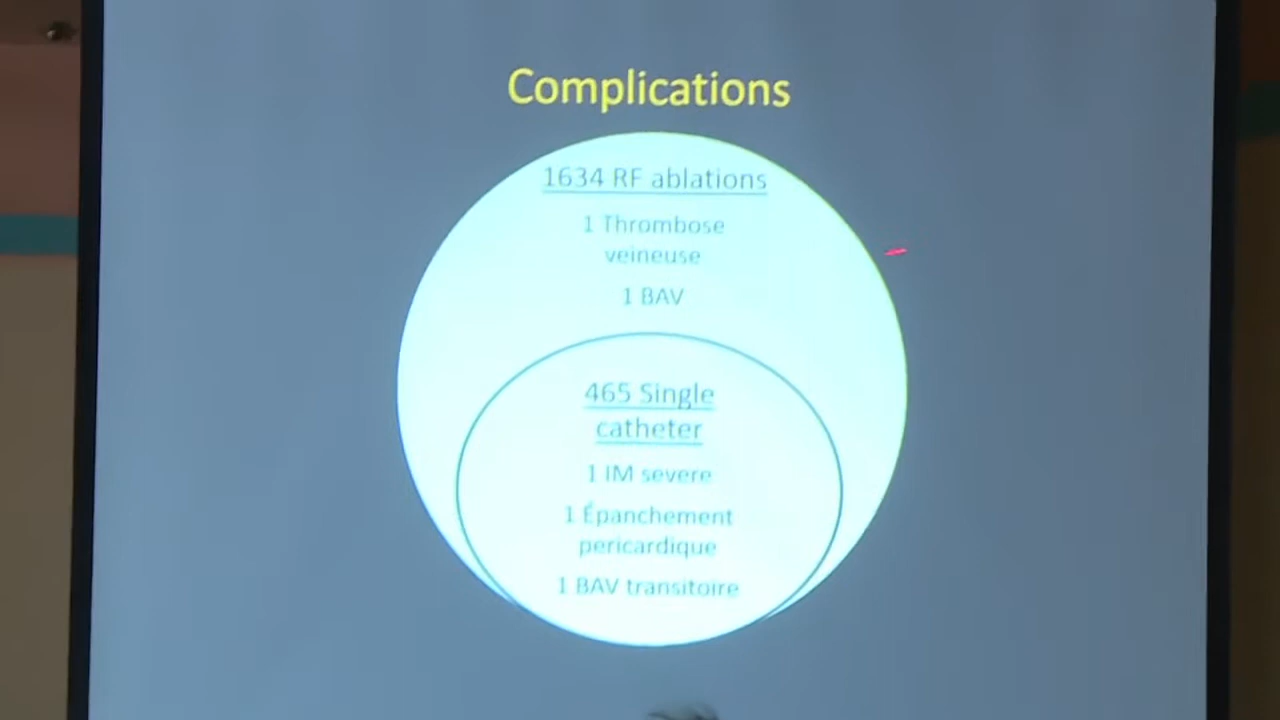 Complications
1634 RF ablations
1 Thrombose
veineuse
1 BAV
465 Single
catheter
1 IM severe
1 Épanchement
pericardique
1 BAV transitoire